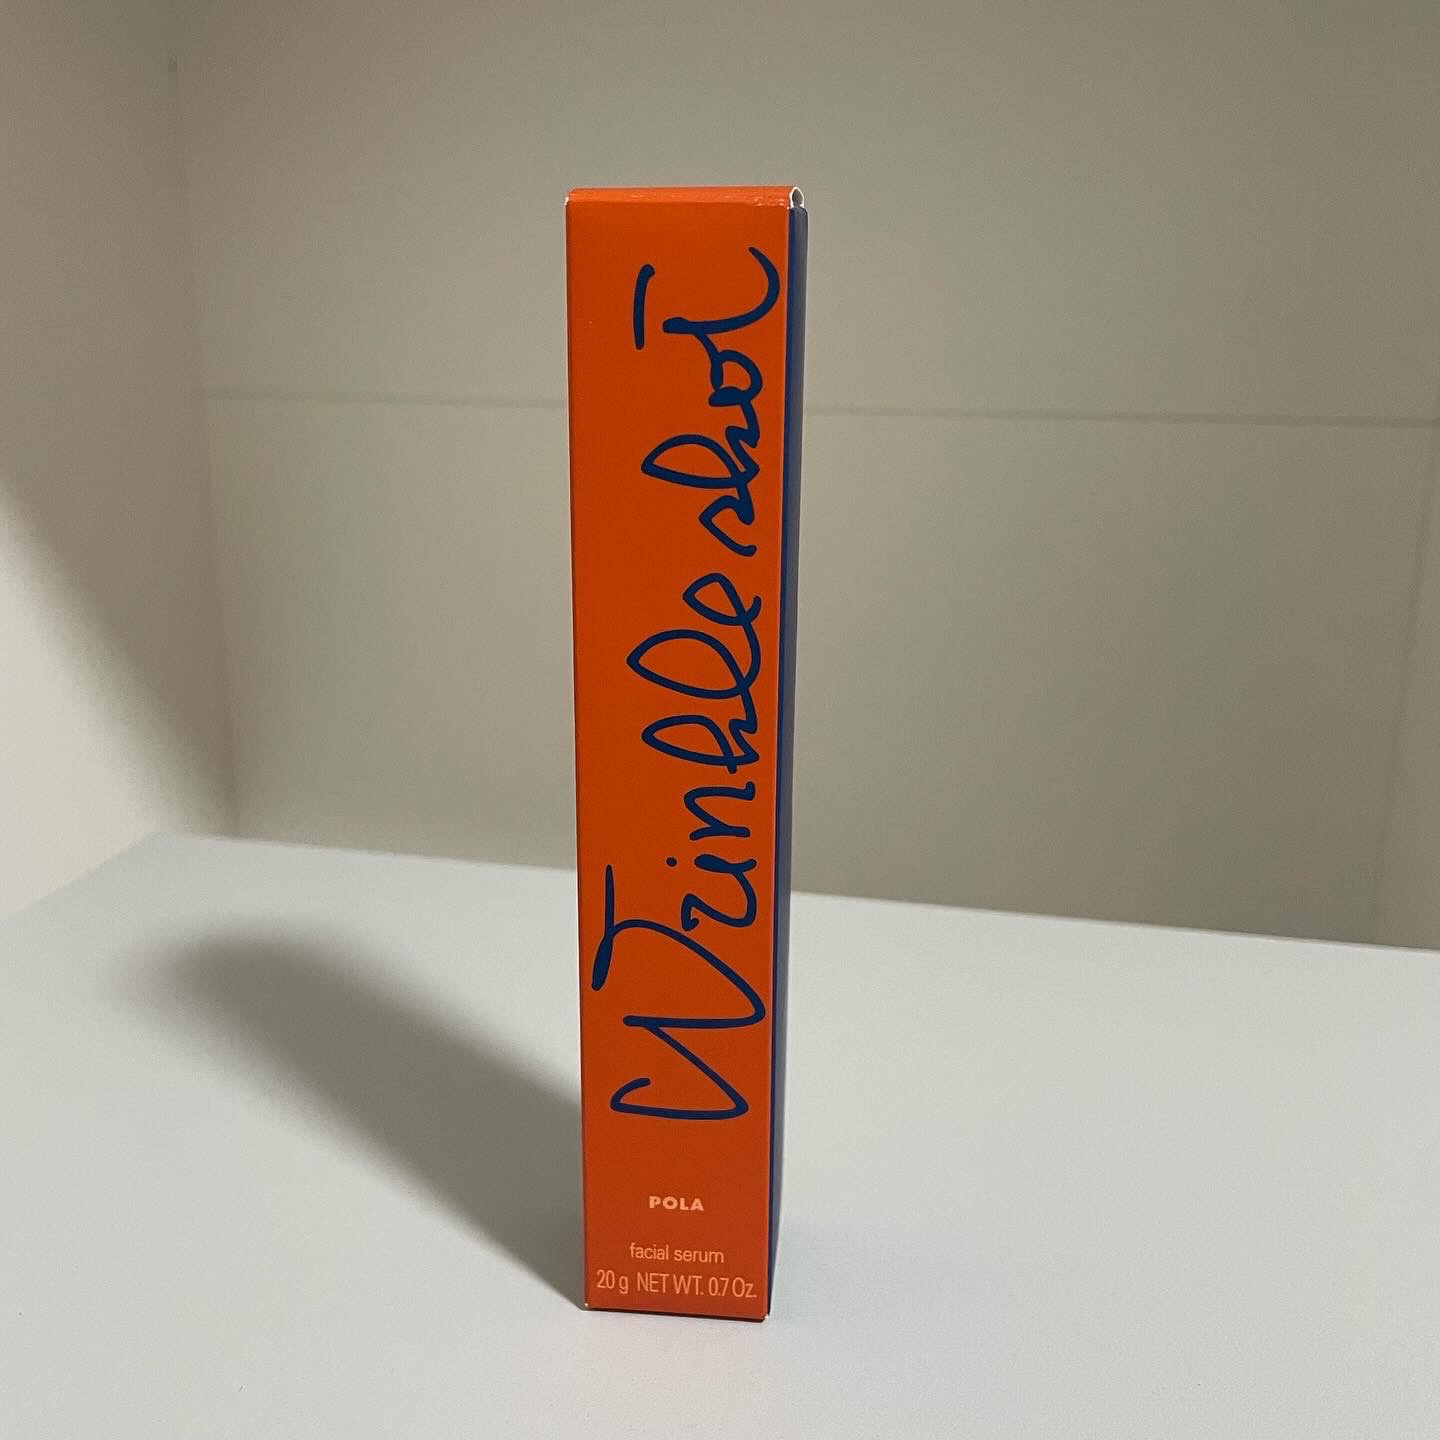 Wrinkle shot
POLA
facial serum
20 g NET WT. 0.7 Oz.